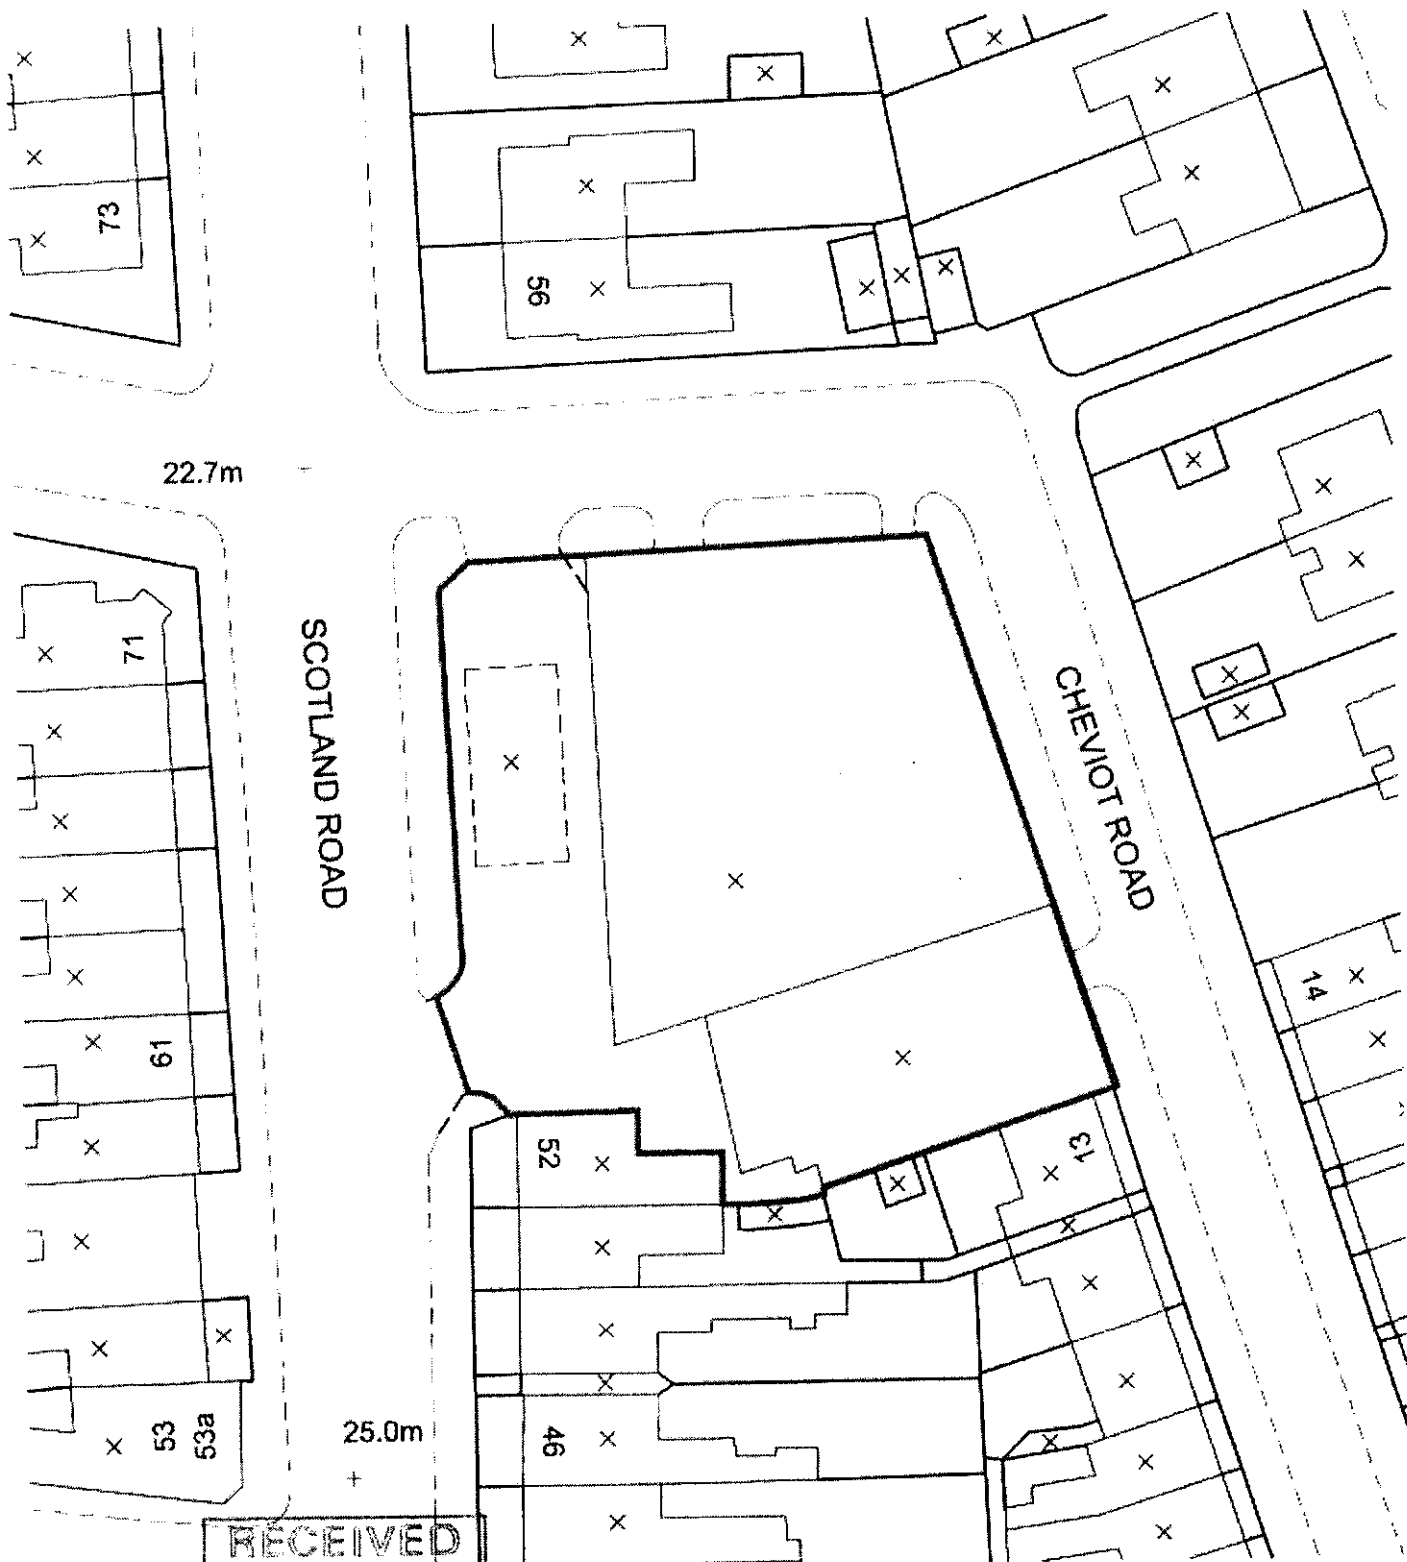 73
56
22.7m
71
SCOTLAND ROAD
CHEVIOT ROAD
14
61
52
13
53
53a
25.0m
46
RECEIVED